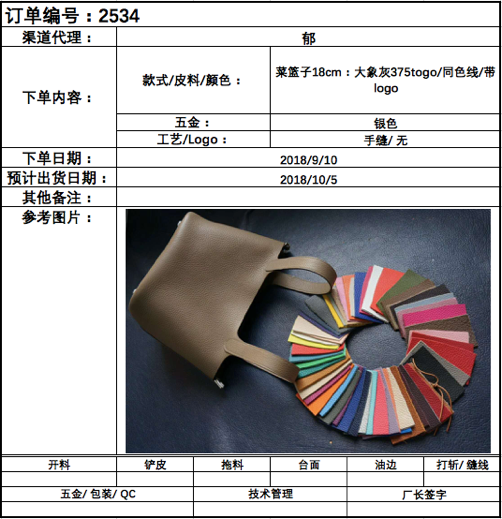 订单编号：2534
渠道代理： 郁
下单内容： 款式/皮料/颜色： 菜篮子18cm：大象灰375togo/同色线/带
logo
五金： 银色
工艺/Logo： 手缝/ 无
下单日期： 2018/9/10
预计出货日期： 2018/10/5
其他备注：
参考图片：
开料 铲皮 拖料 台面 油边 打斩/ 缝线
五金/ 包装/ QC 技术管理 厂长签字